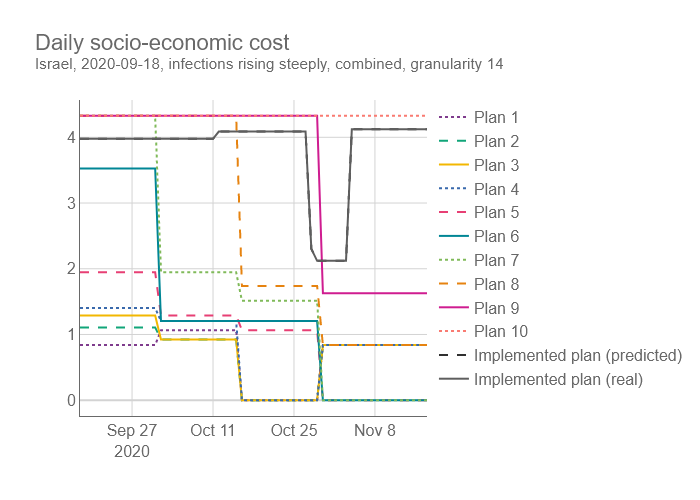 Daily socio-economic cost
Israel, 2020-09-18, infections rising steeply, combined, granularity 14
4
3
2
1
0
Sep 27
2020
Oct 11
Oct 25
Nov 8
Plan 1
Plan 2
Plan 3
Plan 4
Plan 5
Plan 6
Plan 7
Plan 8
Plan 9
Plan 10
Implemented plan (predicted)
Implemented plan (real)